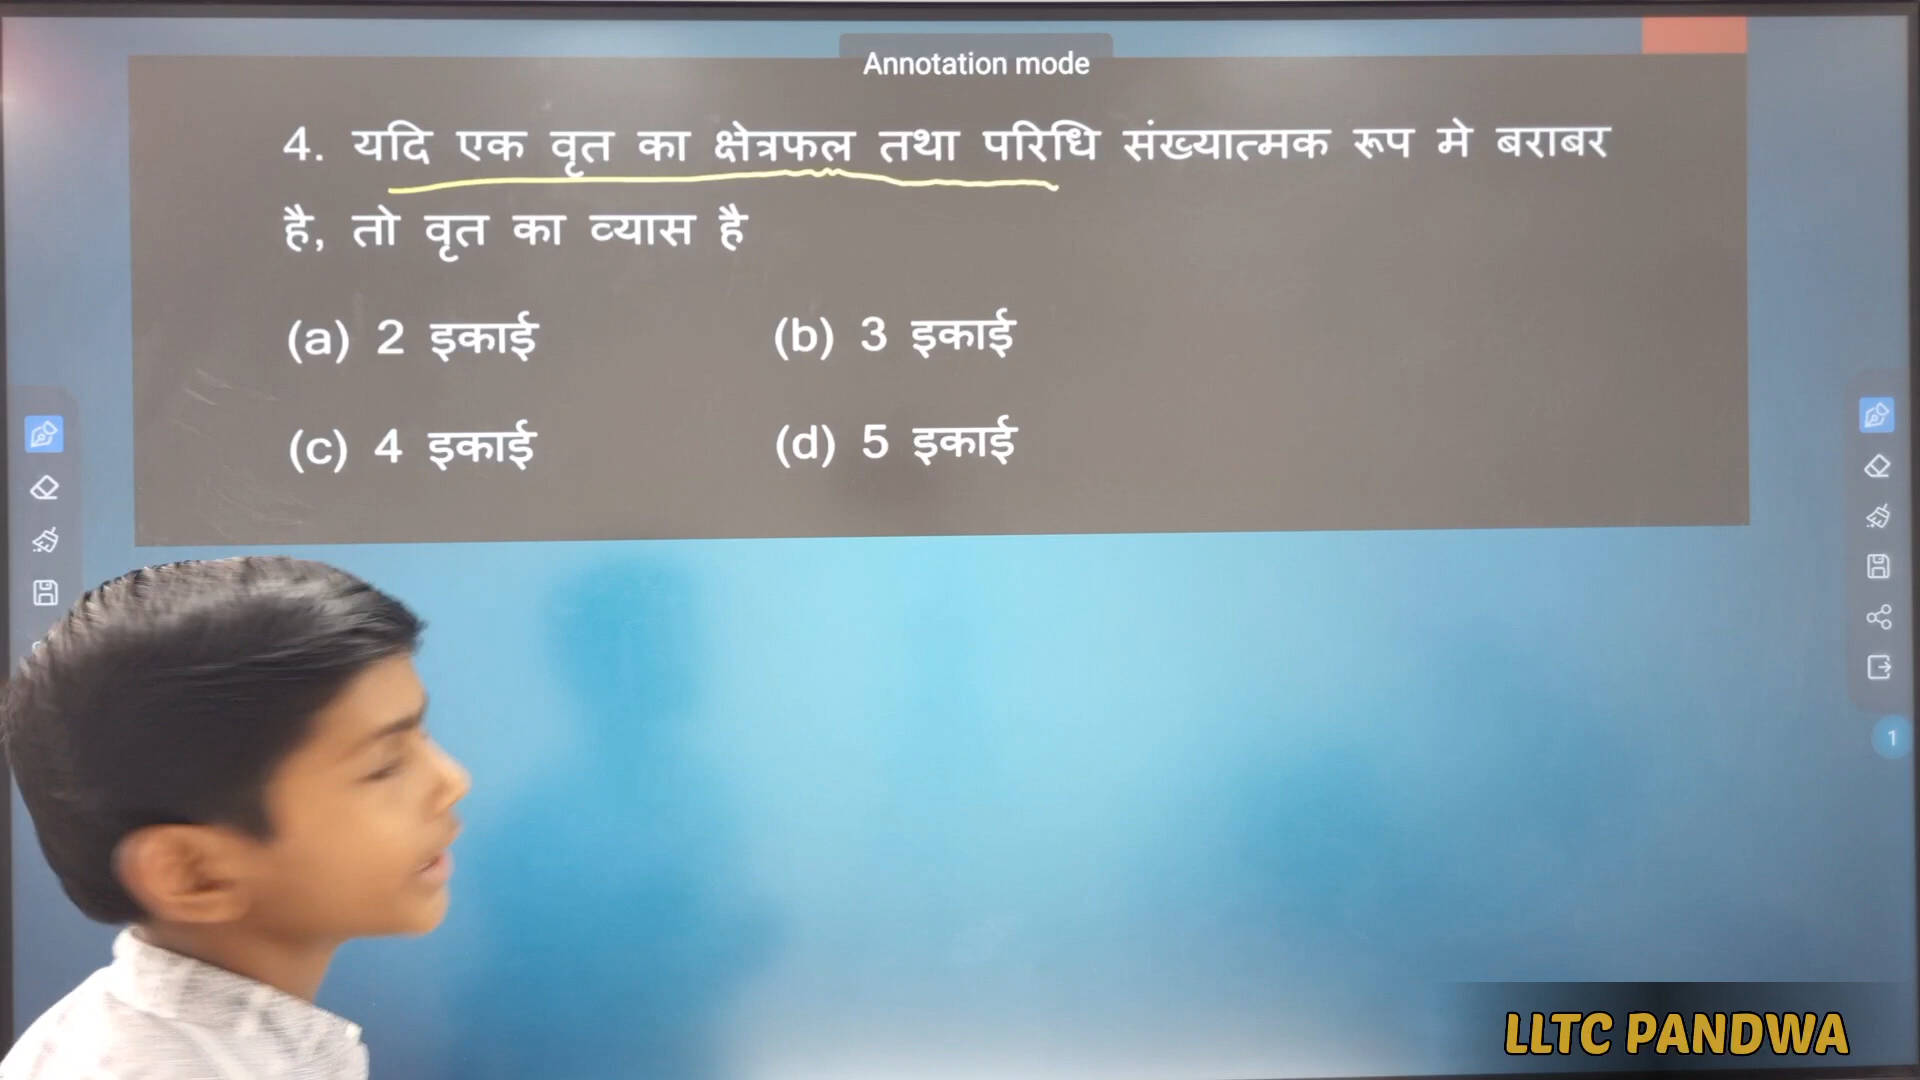 Annotation mode
4. यदि एक वृत का क्षेत्रफल तथा परिधि संख्यात्मक रूप मे बराबर
है, तो वृत का व्यास है
(a) 2 इकाई (b) 3 इकाई
(c) 4 इकाई (d) 5 इकाई
1
LLTC PANDWA